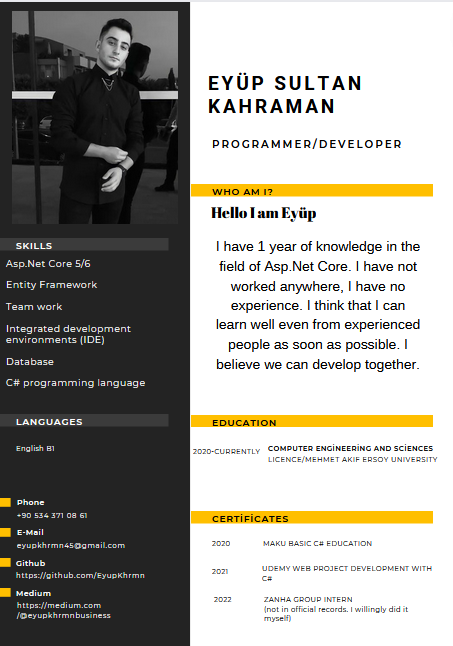 EYÜP SULTAN
KAHRAMAN
PROGRAMMER/DEVELOPER
WHO AM I?
Hello I am Eyüp
I have 1 year of knowledge in the
field of Asp.Net Core. I have not
worked anywhere, I have no
experience. I think that I can
learn well even from experienced
people as soon as possible. I
believe we can develop together.
SKILLS
Asp.Net Core 5/6
Entity Framework
Team work
Integrated development
environments (IDE)
Database
C# programming language
LANGUAGES
English B1
Phone
+90 534 371 08 61
E-Mail
eyupkhrmn45@gmail.com
Github
https://github.com/EyupKhrmn
Medium
https://medium.com
/@eyupkhrmnbusiness
EDUCATION
2020-CURRENTLY COMPUTER ENGINEERİNG AND SCİENCES
LICENCE/MEHMET AKIF ERSOY UNIVERSITY
CERTİFİCATES
2020 MAKU BASIC C# EDUCATION
2021 UDEMY WEB PROJECT DEVELOPMENT WITH
C#
2022 ZANHA GROUP INTERN
(not in official records. I willingly did it
myself)